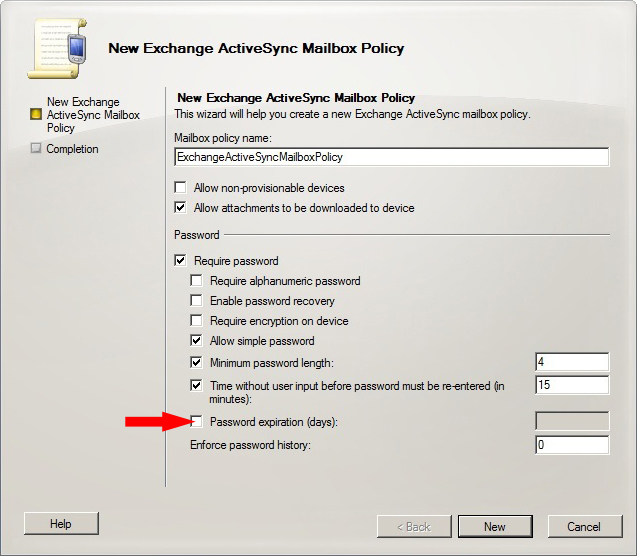 New Exchange ActiveSync Mailbox Policy
New Exchange
ActiveSync Mailbox
Policy
Completion
New Exchange ActiveSync Mailbox Policy
This wizard will help you create a new Exchange ActiveSync mailbox policy.
Mailbox policy name:
ExchangeActiveSyncMailboxPolicy
Allow non-provisionable devices
Allow attachments to be downloaded to device
Password
Require password
Require alphanumeric password
Enable password recovery
Require encryption on device
Allow simple password
Minimum password length: 4
Time without user input before password must be re-entered (in 15
minutes):
Password expiration (days):
Enforce password history: 0
Help < Back New Cancel